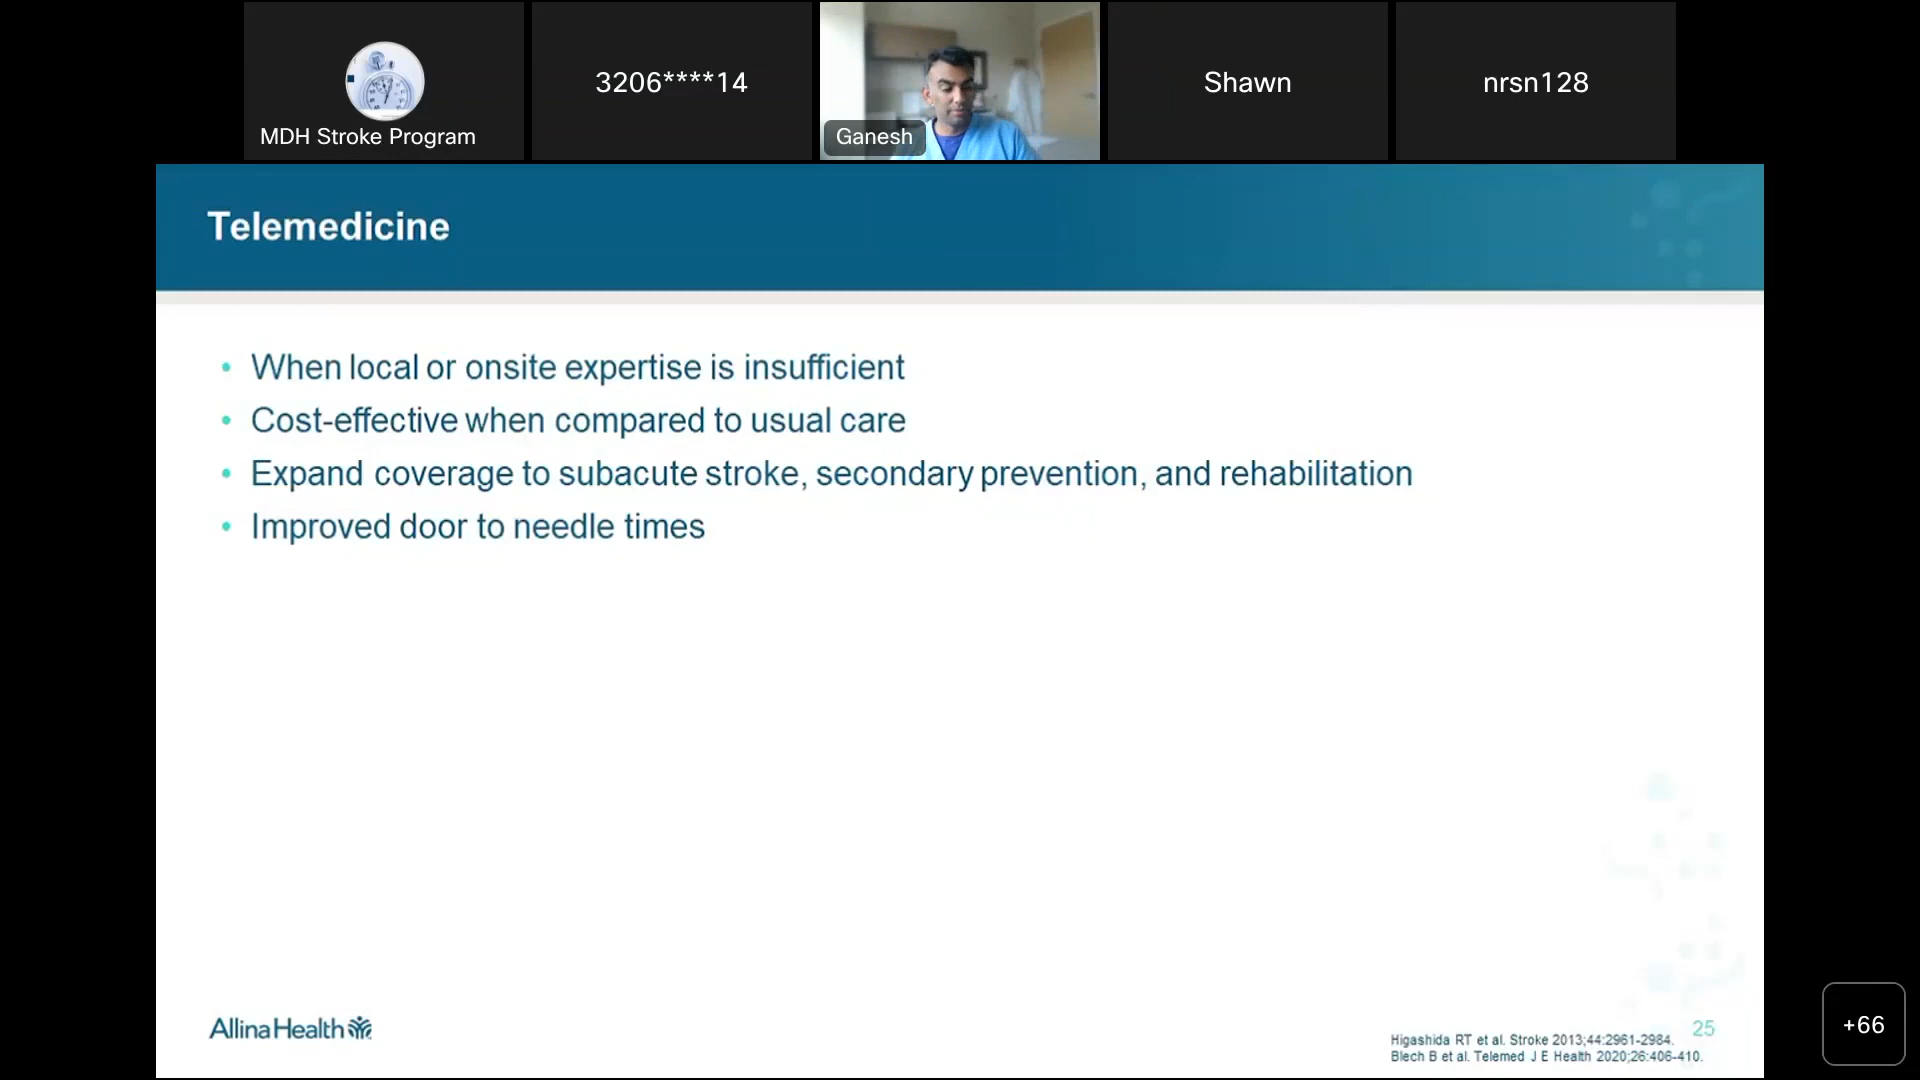 MDH Stroke Program
3206****14
Ganesh
Shawn
nrsn128
Telemedicine
• When local or onsite expertise is insufficient
• Cost-effective when compared to usual care
• Expand coverage to subacute stroke, secondary prevention, and rehabilitation
• Improved door to needle times
AllinaHealth
Higashida RT et al. Stroke 2013;44:2961-2984.
25
Blech B et al. Telemed J E Health 2020;26:406-410.
+66